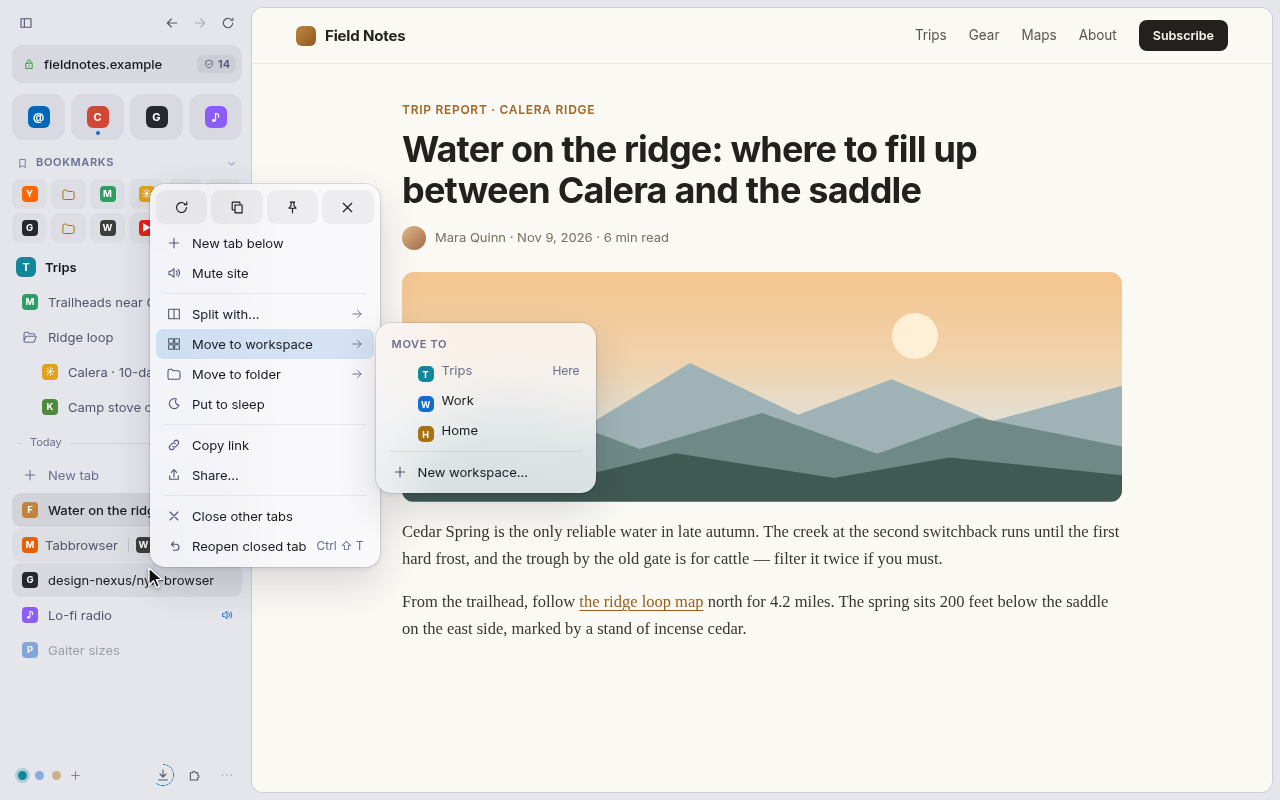 fieldnotes.example 14
@ C G
BOOKMARKS
Y M
G W
T Trips
M Trailheads near
Ridge loop
Calera · 10-da
K Camp stove
Today
New tab
F Water on the ridg
M Tabbrowser W
G design-nexus/ny browser
Lo-fi radio
P Gaiter sizes
New tab below
Mute site
Split with...
Move to workspace
Move to folder
Put to sleep
Copy link
Share...
Close other tabs
Reopen closed tab Ctrl ⇧ T
MOVE TO
T Trips Here
W Work
H Home
New workspace...
Field Notes
Trips Gear Maps About Subscribe
TRIP REPORT · CALERA RIDGE
Water on the ridge: where to fill up
between Calera and the saddle
Mara Quinn · Nov 9, 2026 · 6 min read
Cedar Spring is the only reliable water in late autumn. The creek at the second switchback runs until the first
hard frost, and the trough by the old gate is for cattle — filter it twice if you must.
From the trailhead, follow the ridge loop map north for 4.2 miles. The spring sits 200 feet below the saddle
on the east side, marked by a stand of incense cedar.